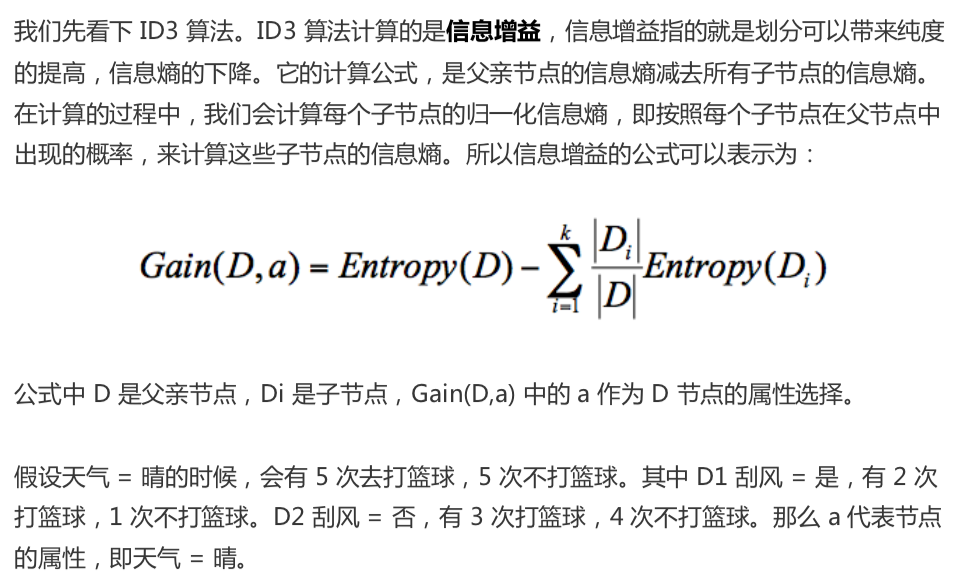 我们先看下 ID3 算法。ID3 算法计算的是信息增益，信息增益指的就是划分可以带来纯度
的提高，信息熵的下降。它的计算公式，是父亲节点的信息熵减去所有子节点的信息熵。
在计算的过程中，我们会计算每个子节点的归一化信息熵，即按照每个子节点在父节点中
出现的概率，来计算这些子节点的信息熵。所以信息增益的公式可以表示为：
Gain(D,a) = Entropy(D) − ∑_{i=1}^{k} |D_i|/|D| Entropy(D_i)
公式中 D 是父亲节点，Di 是子节点，Gain(D,a) 中的 a 作为 D 节点的属性选择。
假设天气 = 晴的时候，会有 5 次去打篮球，5 次不打篮球。其中 D1 刮风 = 是，有 2 次
打篮球，1 次不打篮球。D2 刮风 = 否，有 3 次打篮球，4 次不打篮球。那么 a 代表节点
的属性，即天气 = 晴。